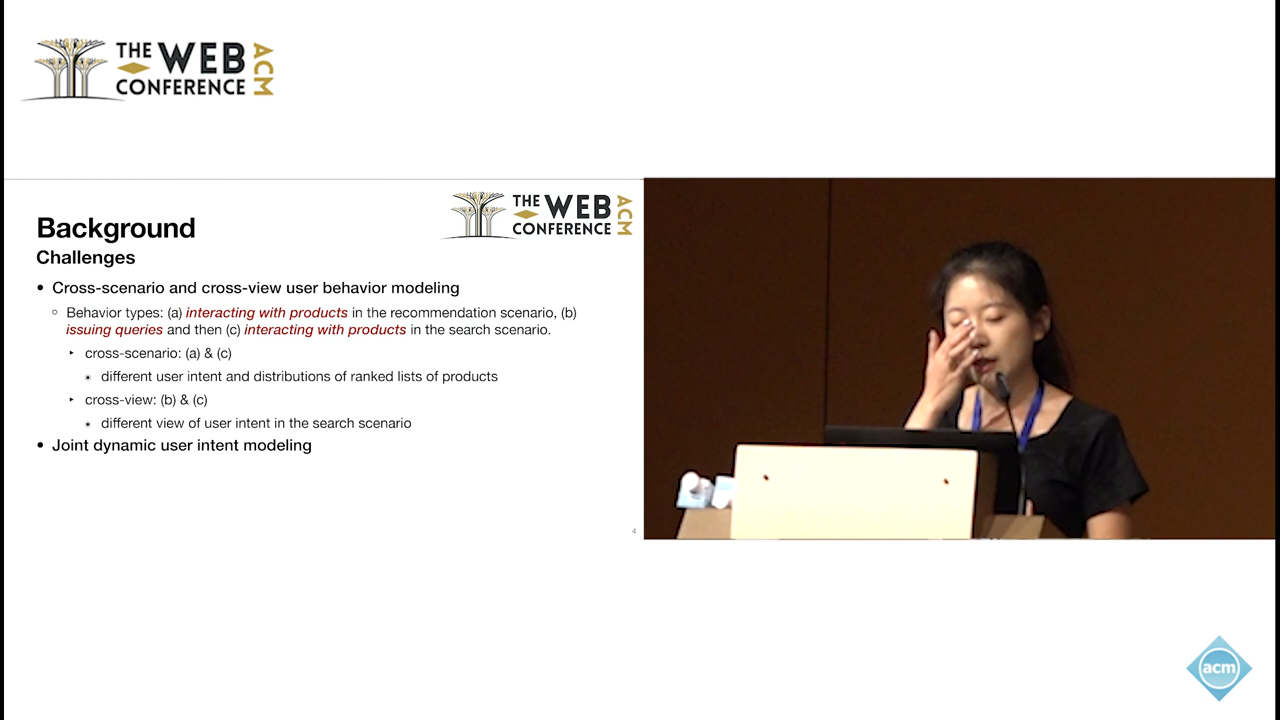 THE WEB
CONFERENCE
ACM
THE WEB
CONFERENCE
ACM
Background
Challenges
• Cross-scenario and cross-view user behavior modeling
◦ Behavior types: (a) interacting with products in the recommendation scenario, (b)
issuing queries and then (c) interacting with products in the search scenario.
‣ cross-scenario: (a) & (c)
✴ different user intent and distributions of ranked lists of products
‣ cross-view: (b) & (c)
✴ different view of user intent in the search scenario
• Joint dynamic user intent modeling
4
acm